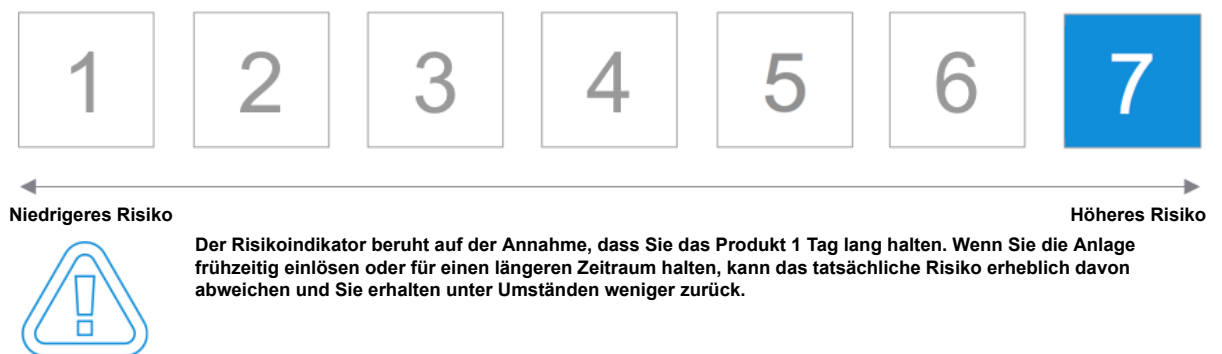 1 2 3 4 5 6 7
Niedrigeres Risiko Höheres Risiko
Der Risikoindikator beruht auf der Annahme, dass Sie das Produkt 1 Tag lang halten. Wenn Sie die Anlage
frühzeitig einlösen oder für einen längeren Zeitraum halten, kann das tatsächliche Risiko erheblich davon
abweichen und Sie erhalten unter Umständen weniger zurück.